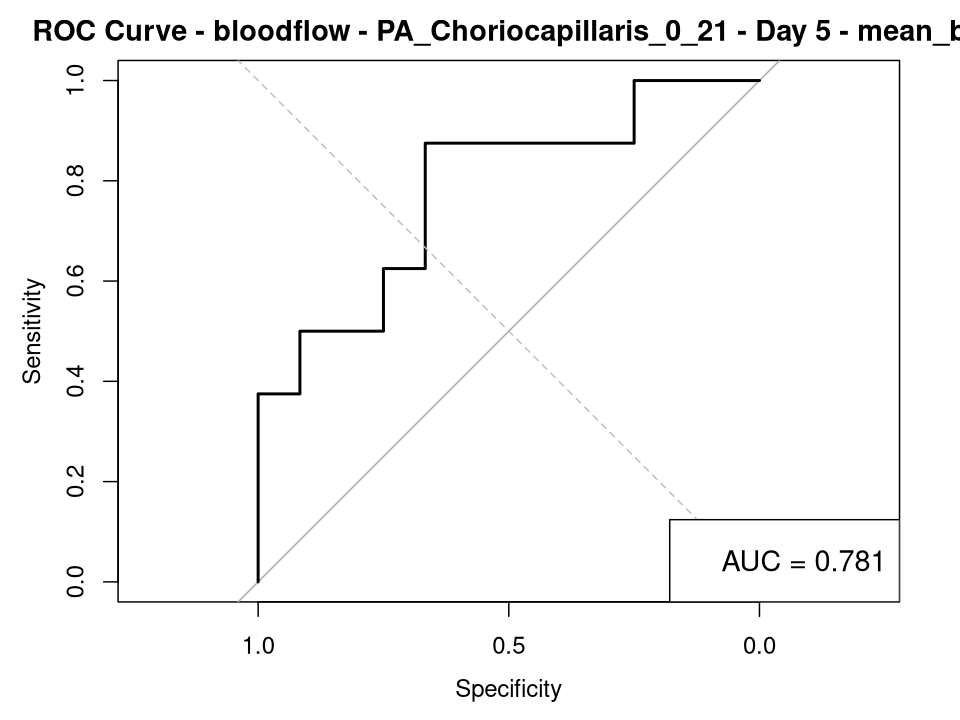 ROC Curve - bloodflow - PA_Choriocapillaris_0_21 - Day 5 - mean_b
1.0
0.8
0.6
0.4
0.2
0.0
Sensitivity
AUC = 0.781
1.0 0.5 0.0
Specificity